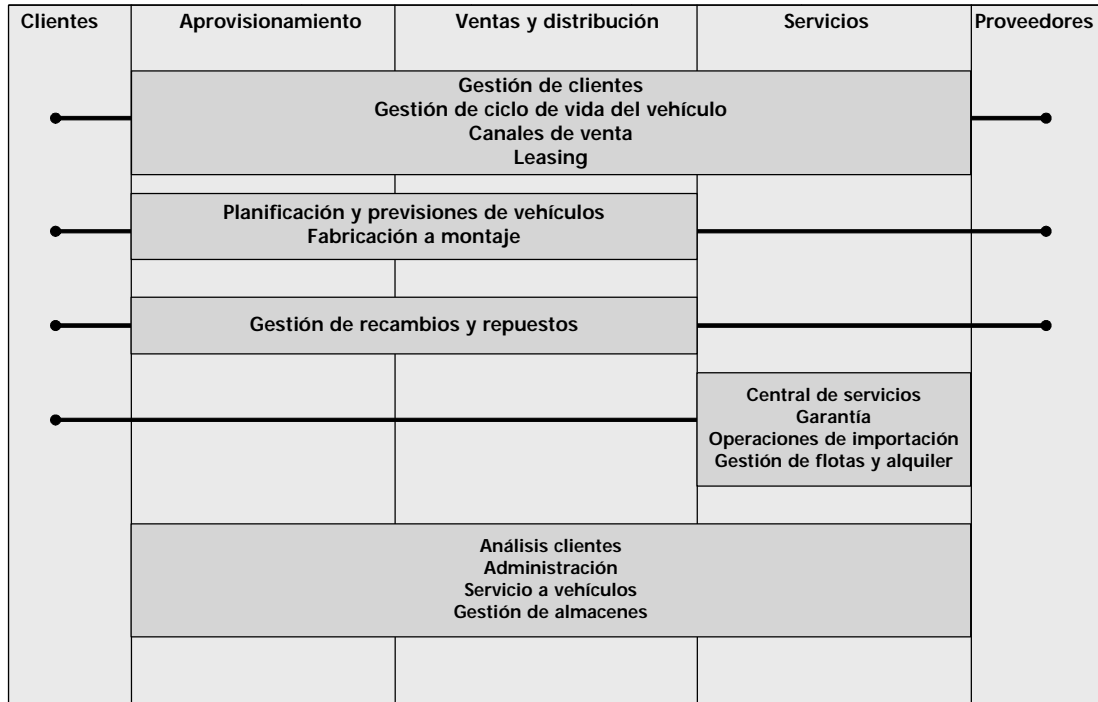 Clientes
Aprovisionamiento
Ventas y distribución
Servicios
Proveedores
Gestión de clientes
Gestión de ciclo de vida del vehículo
Canales de venta
Leasing
Planificación y previsiones de vehículos
Fabricación a montaje
Gestión de recambios y repuestos
Central de servicios
Garantía
Operaciones de importación
Gestión de flotas y alquiler
Análisis clientes
Administración
Servicio a vehículos
Gestión de almacenes